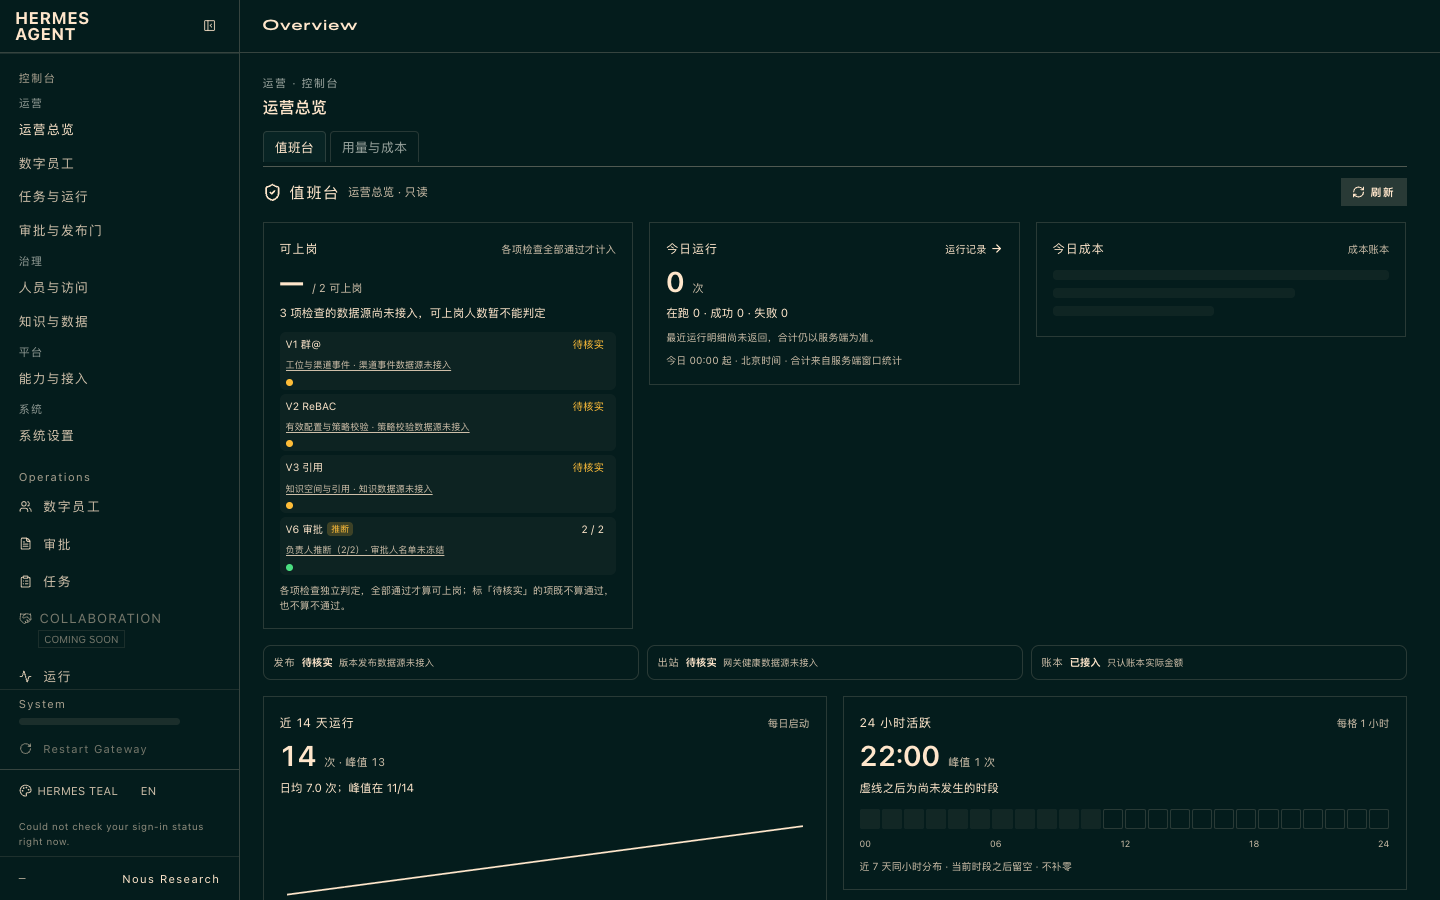 HERMES
AGENT
Overview
控制台
运营
运营总览
数字员工
任务与运行
审批与发布门
治理
人员与访问
知识与数据
平台
能力与接入
系统
系统设置
Operations
数字员工
审批
任务
COLLABORATION
COMING SOON
运行
System
Restart Gateway
HERMES TEAL EN
Could not check your sign-in status
right now.
– Nous Research
运营 · 控制台
运营总览
值班台 用量与成本
值班台 运营总览 · 只读 刷新
可上岗 各项检查全部通过才计入
— / 2 可上岗
3 项检查的数据源尚未接入，可上岗人数暂不能判定
V1 群@ 待核实
工位与渠道事件 · 渠道事件数据源未接入
V2 ReBAC 待核实
有效配置与策略校验 · 策略校验数据源未接入
V3 引用 待核实
知识空间与引用 · 知识数据源未接入
V6 审批 推断 2 / 2
负责人推断（2/2）· 审批人名单未冻结
各项检查独立判定，全部通过才算可上岗；标「待核实」的项既不算通过，
也不算不通过。
今日运行 运行记录 →
0 次
在跑 0 · 成功 0 · 失败 0
最近运行明细尚未返回，合计仍以服务端为准。
今日 00:00 起 · 北京时间 · 合计来自服务端窗口统计
今日成本 成本账本
发布 待核实 版本发布数据源未接入
出站 待核实 网关健康数据源未接入
账本 已接入 只认账本实际金额
近 14 天运行 每日启动
14 次 · 峰值 13
日均 7.0 次；峰值在 11/14
24 小时活跃 每格 1 小时
22:00 峰值 1 次
虚线之后为尚未发生的时段
00 06 12 18 24
近 7 天同小时分布 · 当前时段之后留空 · 不补零